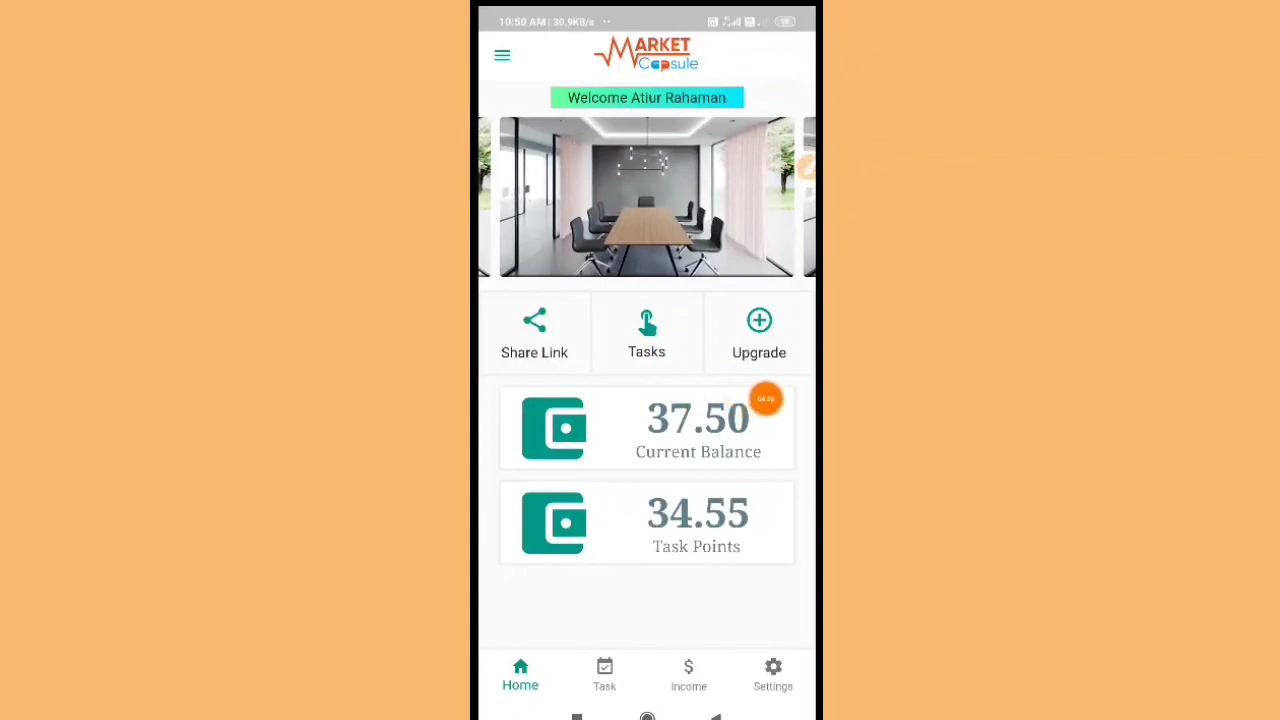 10:50 AM | 30.9KB/s
MARKET
Capsule
Welcome Atiur Rahaman
Share Link
Tasks
Upgrade
37.50
Current Balance
34.55
Task Points
Home
Task
Income
Settings